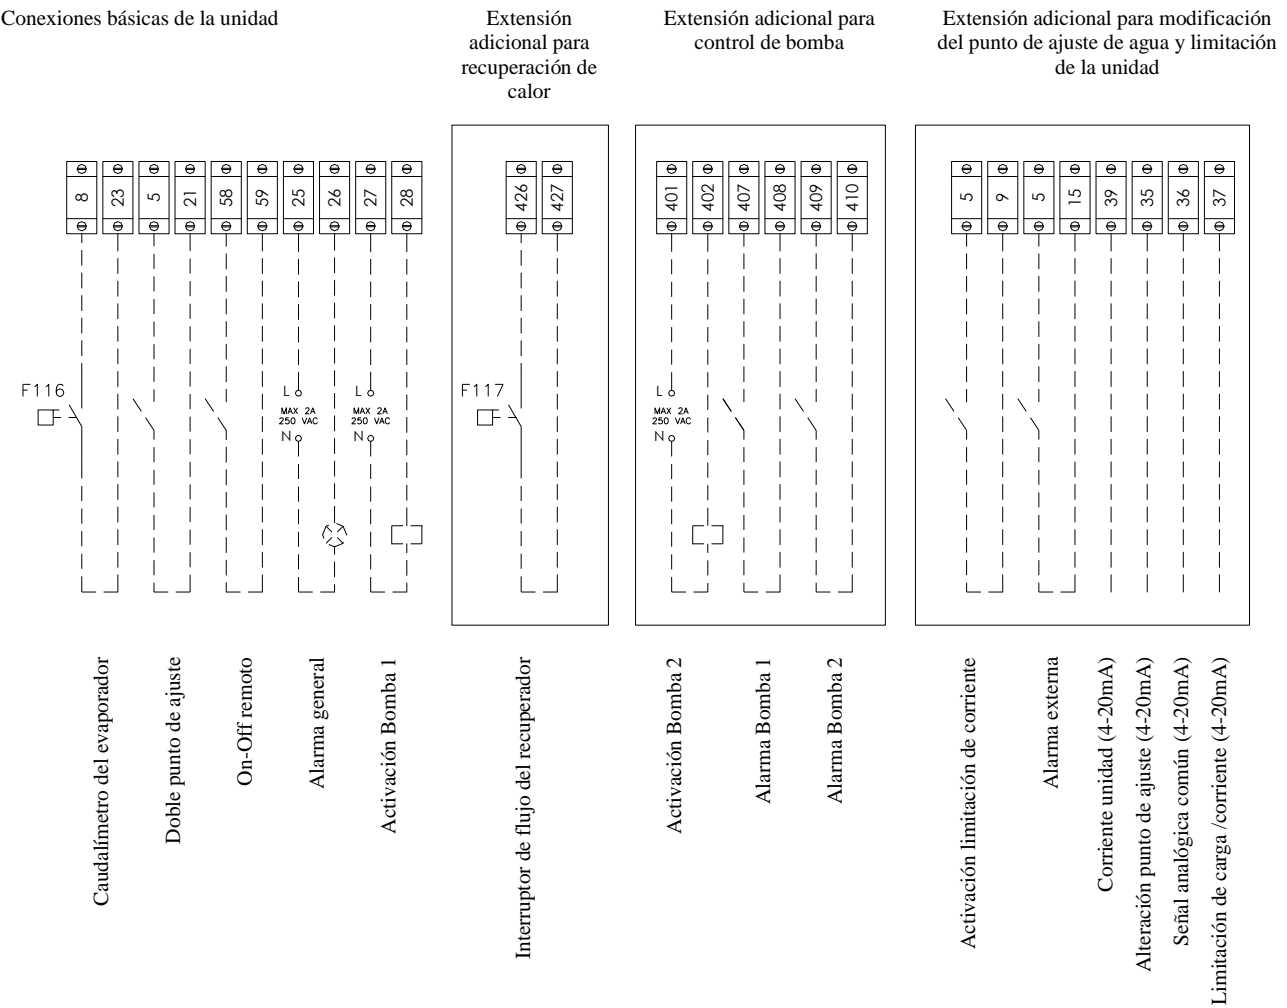 Conexiones básicas de la unidad
Extensión
adicional para
recuperación de
calor
Extensión adicional para
control de bomba
Extensión adicional para modificación
del punto de ajuste de agua y limitación
de la unidad
8
23
5
21
58
59
25
26
27
28
426
427
401
402
407
408
409
410
5
9
5
15
39
35
36
37
F116
L
MAX 2A
250 VAC
N
L
MAX 2A
250 VAC
N
F117
L
MAX 2A
250 VAC
N
Caudalímetro del evaporador
Doble punto de ajuste
On-Off remoto
Alarma general
Activación Bomba 1
Interruptor de flujo del recuperador
Activación Bomba 2
Alarma Bomba 1
Alarma Bomba 2
Activación limitación de corriente
Alarma externa
Corriente unidad (4-20mA)
Alteración punto de ajuste (4-20mA)
Señal analógica común (4-20mA)
Limitación de carga /corriente (4-20mA)